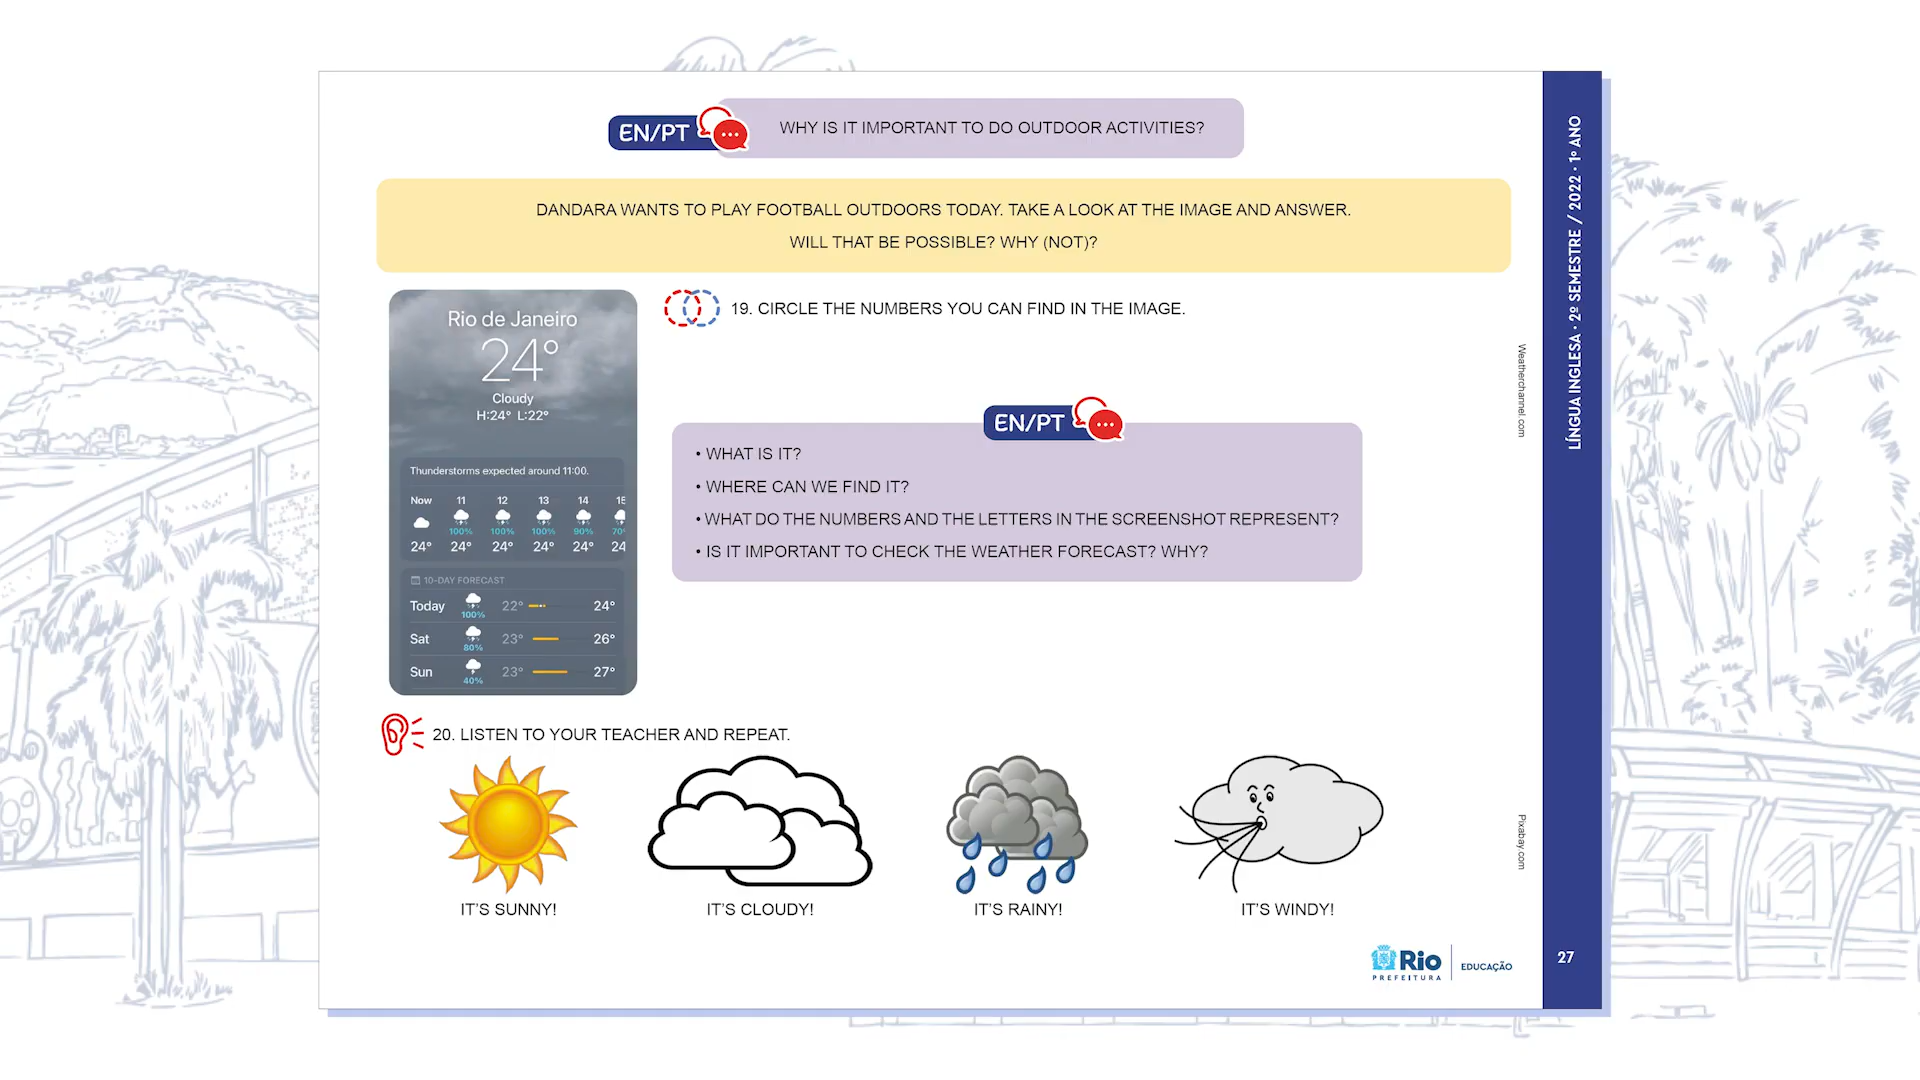 EN/PT
WHY IS IT IMPORTANT TO DO OUTDOOR ACTIVITIES?
DANDARA WANTS TO PLAY FOOTBALL OUTDOORS TODAY. TAKE A LOOK AT THE IMAGE AND ANSWER.
WILL THAT BE POSSIBLE? WHY (NOT)?
Rio de Janeiro
24°
Cloudy
H:24° L:22°
Thunderstorms expected around 11:00.
Now 11 12 13 14 15
100% 100% 100% 90% 70%
24° 24° 24° 24° 24° 24
10-DAY FORECAST
Today 100% 22° 24°
Sat 80% 23° 26°
Sun 40% 23° 27°
19. CIRCLE THE NUMBERS YOU CAN FIND IN THE IMAGE.
EN/PT
• WHAT IS IT?
• WHERE CAN WE FIND IT?
• WHAT DO THE NUMBERS AND THE LETTERS IN THE SCREENSHOT REPRESENT?
• IS IT IMPORTANT TO CHECK THE WEATHER FORECAST? WHY?
Weatherchannel.com
20. LISTEN TO YOUR TEACHER AND REPEAT.
IT'S SUNNY! IT'S CLOUDY! IT'S RAINY! IT'S WINDY!
Pixabay.com
Rio
PREFEITURA
EDUCAÇÃO
LÍNGUA INGLESA · 2º SEMESTRE / 2022 · 1º ANO
27